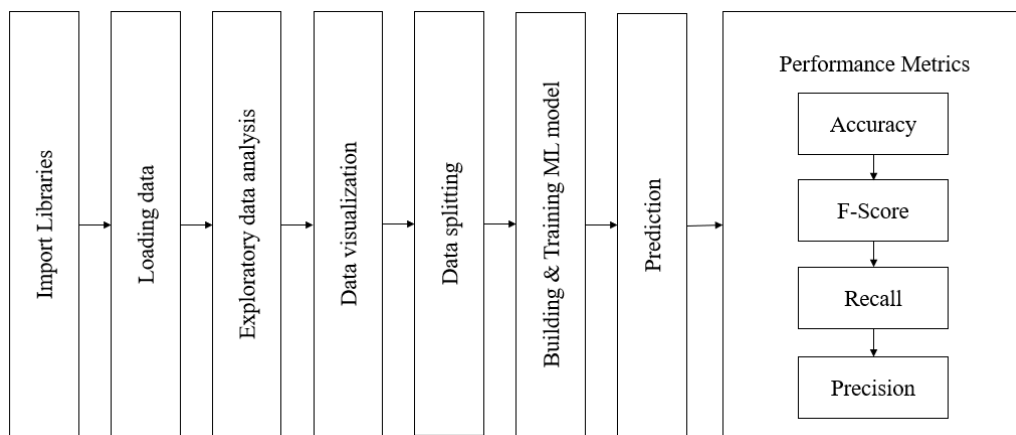 Import Libraries
Loading data
Exploratory data analysis
Data visualization
Data splitting
Building & Training ML model
Prediction
Performance Metrics
Accuracy
F-Score
Recall
Precision